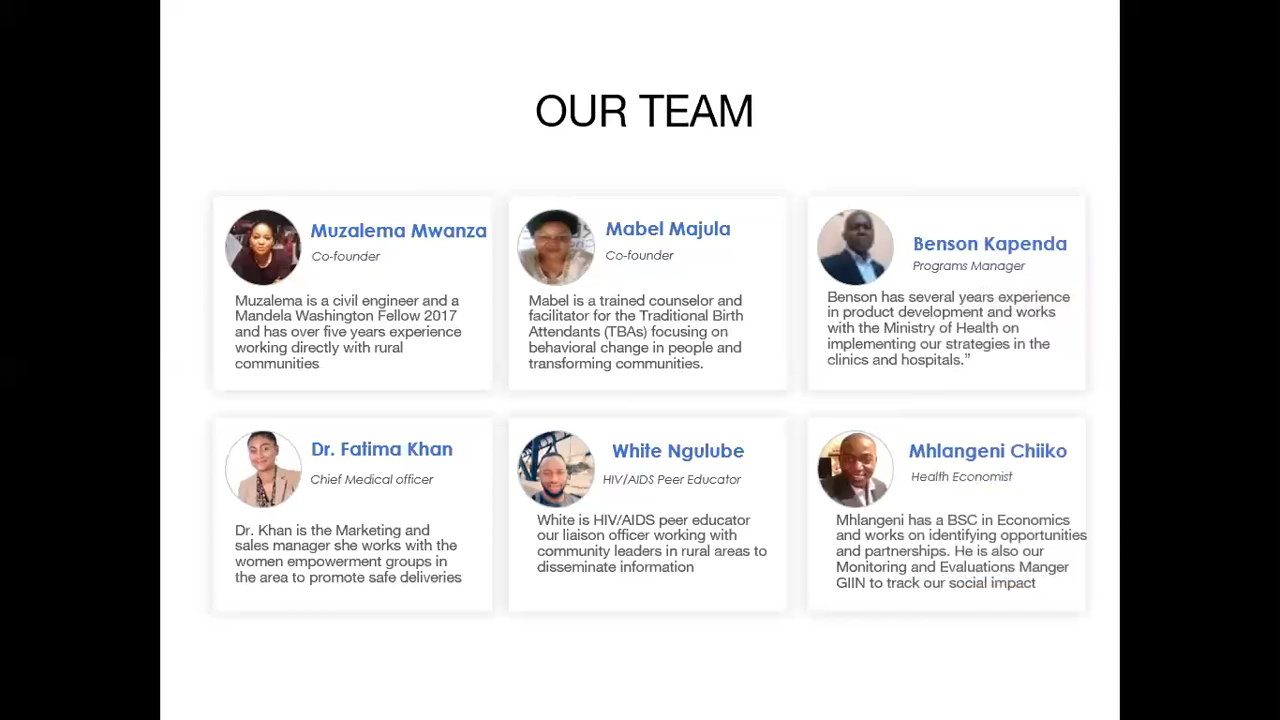 OUR TEAM
Muzalema Mwanza
Co-founder
Muzalema is a civil engineer and a
Mandela Washington Fellow 2017
and has over five years experience
working directly with rural
communities
Mabel Majula
Co-founder
Mabel is a trained counselor and
facilitator for the Traditional Birth
Attendants (TBAs) focusing on
behavioral change in people and
transforming communities.
Benson Kapenda
Programs Manager
Benson has several years experience
in product development and works
with the Ministry of Health on
implementing our strategies in the
clinics and hospitals.”
Dr. Fatima Khan
Chief Medical officer
Dr. Khan is the Marketing and
sales manager she works with the
women empowerment groups in
the area to promote safe deliveries
White Ngulube
HIV/AIDS Peer Educator
White is HIV/AIDS peer educator
our liaison officer working with
community leaders in rural areas to
disseminate information
Mhlangeni Chiiko
Health Economist
Mhlangeni has a BSC in Economics
and works on identifying opportunities
and partnerships. He is also our
Monitoring and Evaluations Manger
GIIN to track our social impact